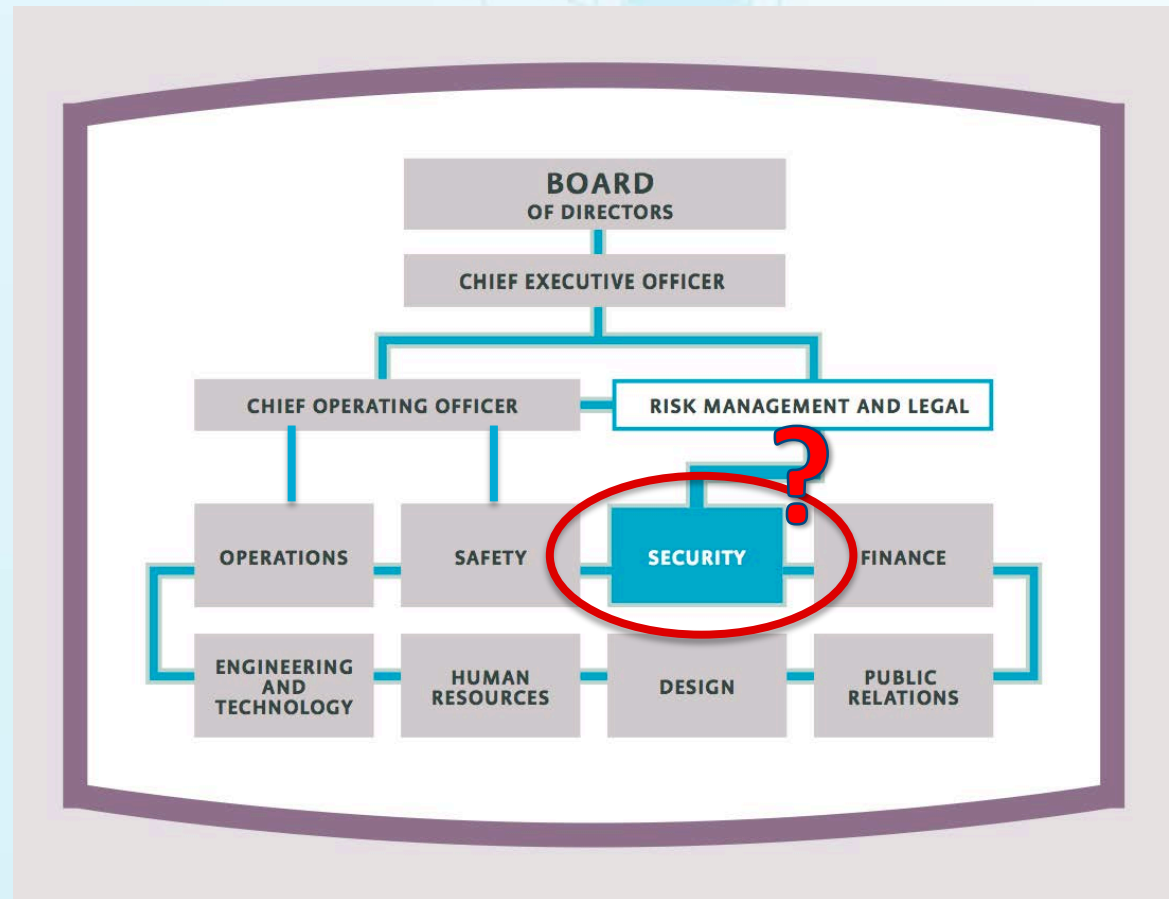 BOARD
OF DIRECTORS
CHIEF EXECUTIVE OFFICER
CHIEF OPERATING OFFICER
RISK MANAGEMENT AND LEGAL
?
OPERATIONS
SAFETY
SECURITY
FINANCE
ENGINEERING
AND
TECHNOLOGY
HUMAN
RESOURCES
DESIGN
PUBLIC
RELATIONS